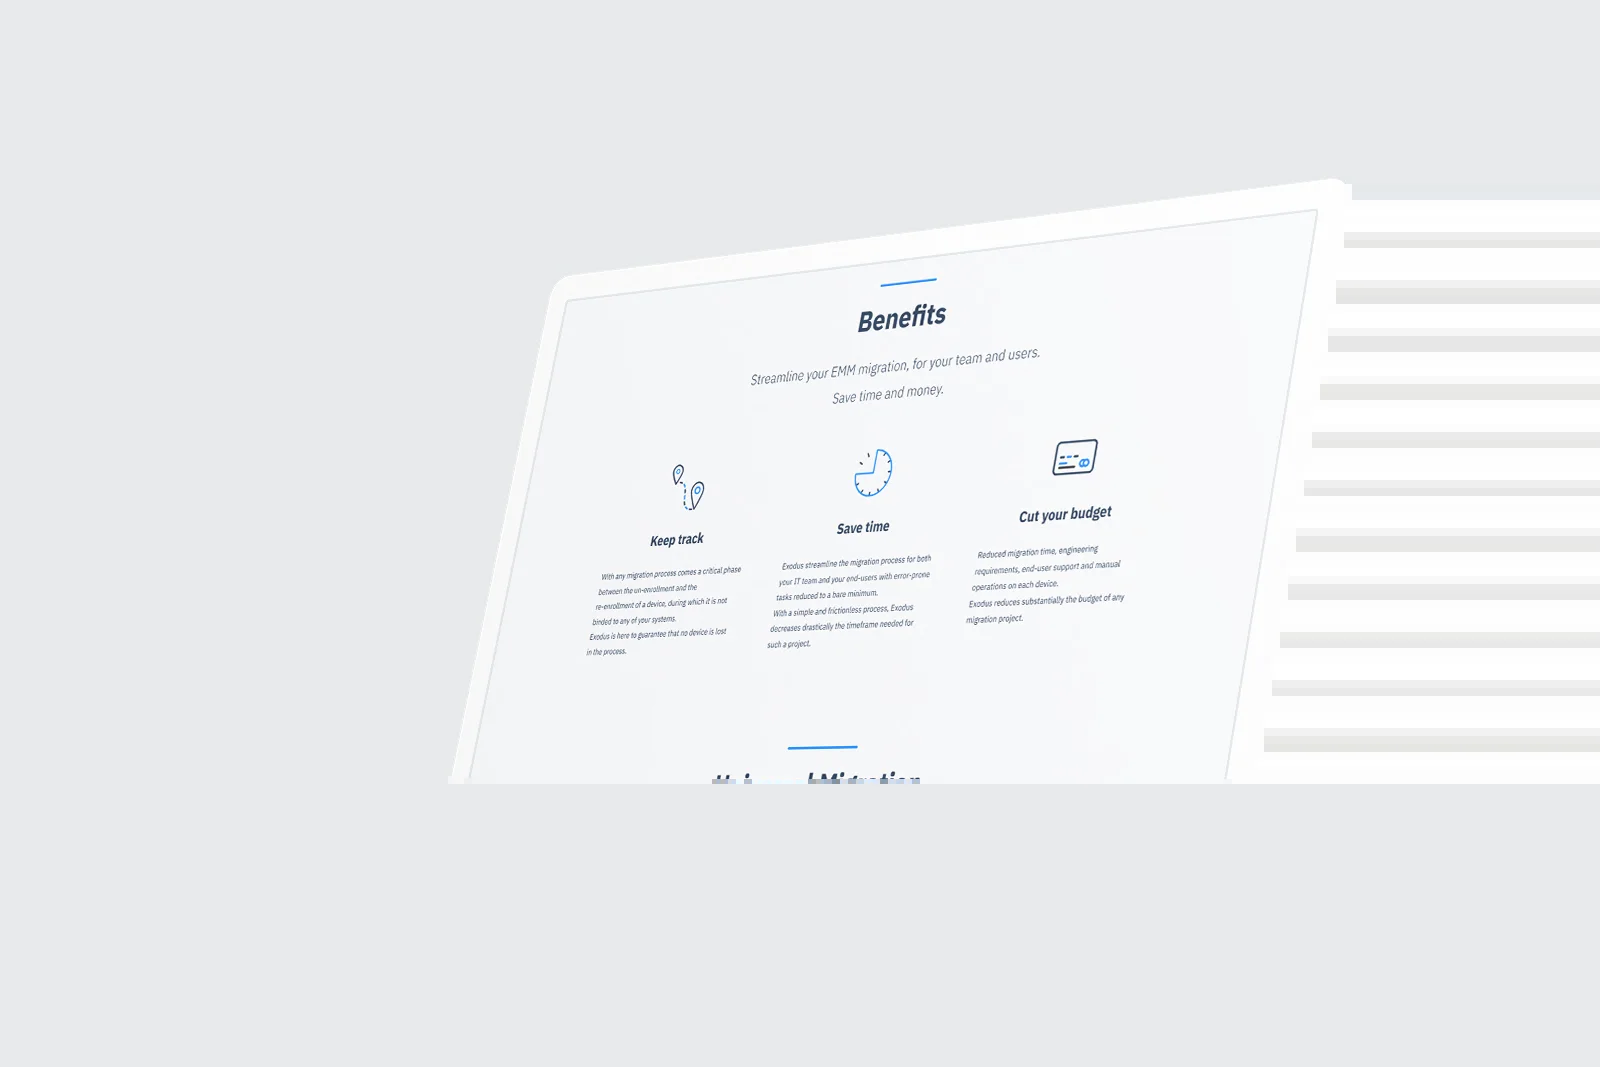 Benefits
Streamline your EMM migration, for your team and users.
Save time and money.
Keep track
With any migration process comes a critical phase
between the un-enrollment and the
re-enrollment of a device, during which it is not
binded to any of your systems.
Exodus is here to guarantee that no device is lost
in the process.
Save time
Exodus streamline the migration process for both
your IT team and your end-users with error-prone
tasks reduced to a bare minimum.
With a simple and frictionless process, Exodus
decreases drastically the timeframe needed for
such a project.
Cut your budget
Reduced migration time, engineering
requirements, end-user support and manual
operations on each device.
Exodus reduces substantially the budget of any
migration project.
Migration